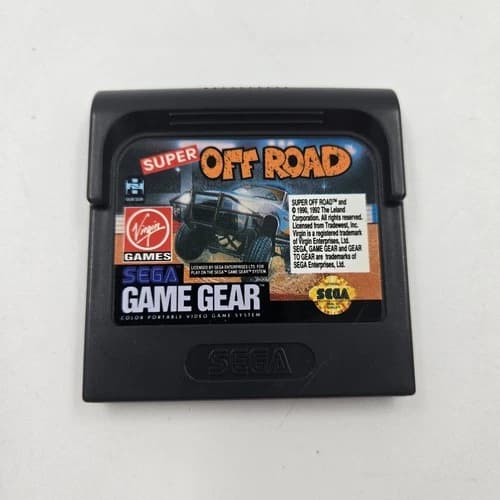 SUPER
OFF ROAD
SUPER OFF ROAD™ and
© 1990, 1992 The Leland
Corporation. All rights reserved.
Licensed from Tradewest, Inc.
Virgin is a registered trademark
of Virgin Enterprises, Ltd.
SEGA, GAME GEAR and GEAR
TO GEAR are trademarks of
SEGA Enterprises, Ltd.
Virgin
GAMES
LICENSED BY SEGA ENTERPRISES LTD. FOR
PLAY ON THE SEGA™ GAME GEAR™ SYSTEM.
SEGA
GAME GEAR™
COLOR PORTABLE VIDEO GAME SYSTEM
SEGA
SEGA